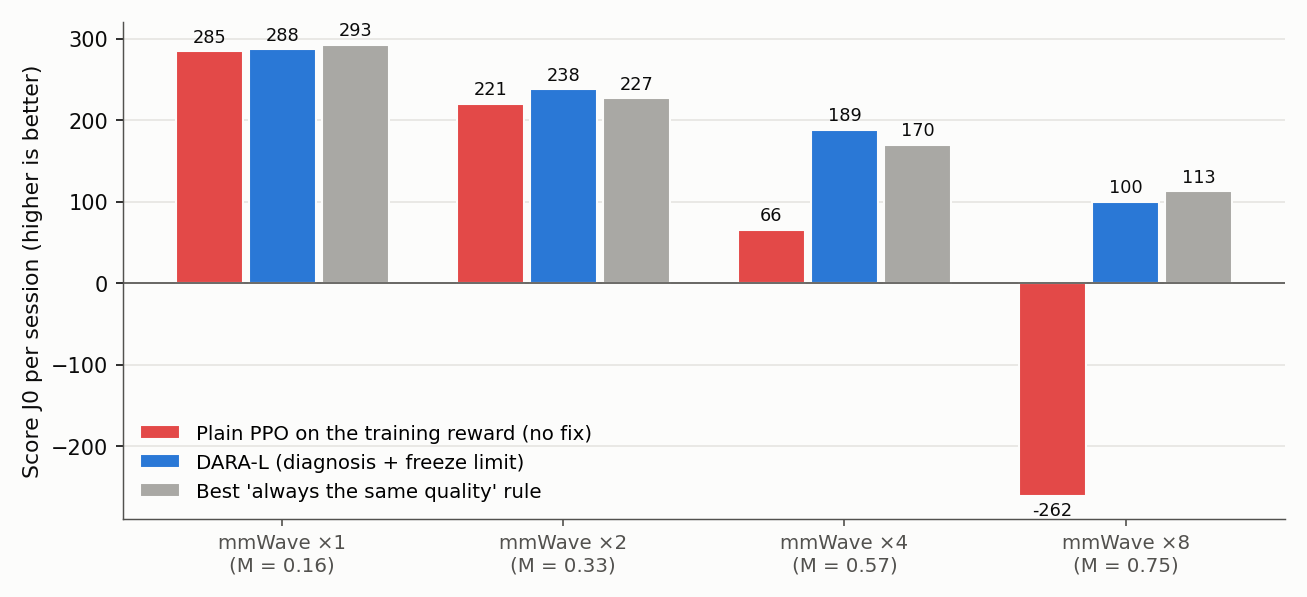 Score J0 per session (higher is better)
300
200
100
0
−100
−200
285
288
293
221
238
227
66
189
170
-262
100
113
Plain PPO on the training reward (no fix)
DARA-L (diagnosis + freeze limit)
Best 'always the same quality' rule
mmWave ×1
(M = 0.16)
mmWave ×2
(M = 0.33)
mmWave ×4
(M = 0.57)
mmWave ×8
(M = 0.75)